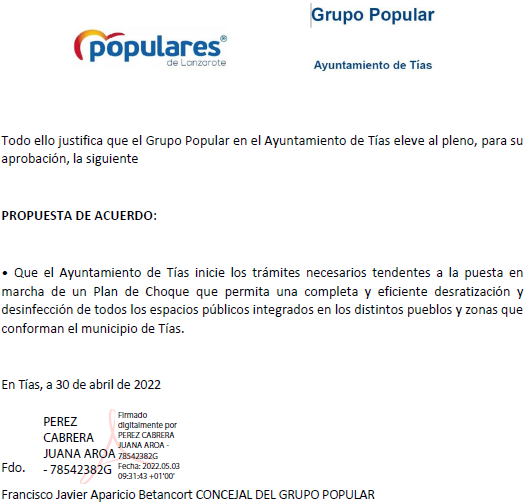 Grupo Popular
populares®
de Lanzarote
Ayuntamiento de Tías
Todo ello justifica que el Grupo Popular en el Ayuntamiento de Tías eleve al pleno, para su
aprobación, la siguiente
PROPUESTA DE ACUERDO:
• Que el Ayuntamiento de Tías inicie los trámites necesarios tendentes a la puesta en
marcha de un Plan de Choque que permita una completa y eficiente desratización y
desinfección de todos los espacios públicos integrados en los distintos pueblos y zonas que
conforman el municipio de Tías.
En Tías, a 30 de abril de 2022
Fdo.
PEREZ
CABRERA
JUANA AROA
- 78542382G
Firmado
digitalmente por
PEREZ CABRERA
JUANA AROA -
78542382G
Fecha: 2022.05.03
09:31:43 +01'00'
Francisco Javier Aparicio Betancort CONCEJAL DEL GRUPO POPULAR